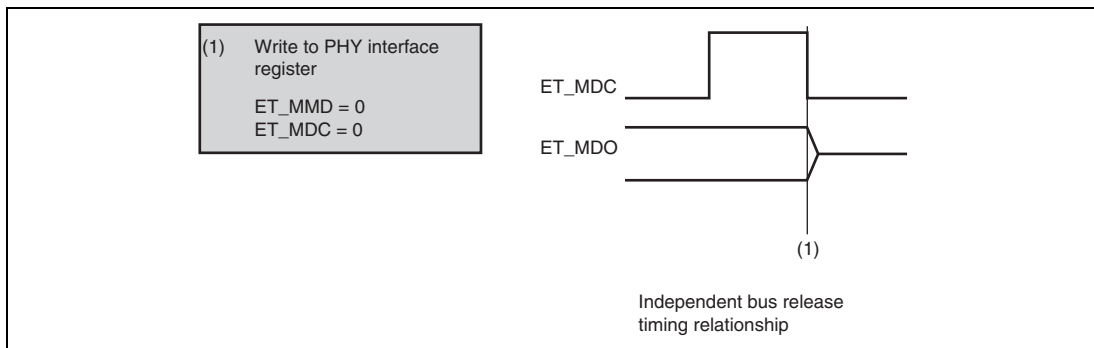 (1) Write to PHY interface
register
ET_MMD = 0
ET_MDC = 0
ET_MDC
ET_MDO
(1)
Independent bus release
timing relationship